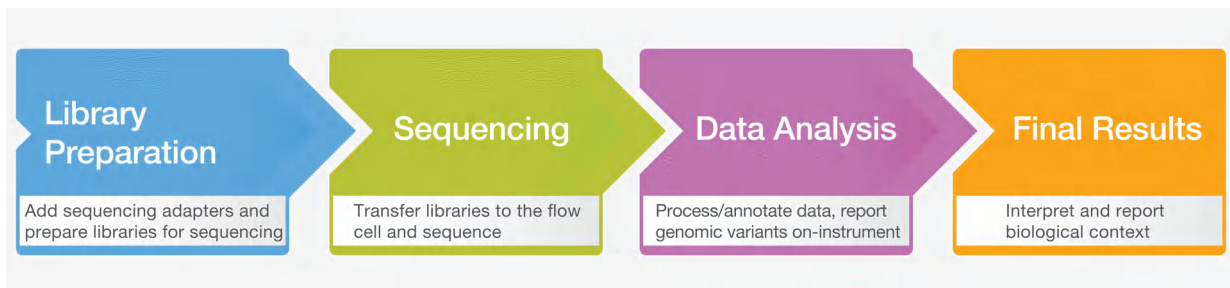 Library
Preparation
Add sequencing adapters and
prepare libraries for sequencing
Sequencing
Transfer libraries to the flow
cell and sequence
Data Analysis
Process/annotate data, report
genomic variants on-instrument
Final Results
Interpret and report
biological context